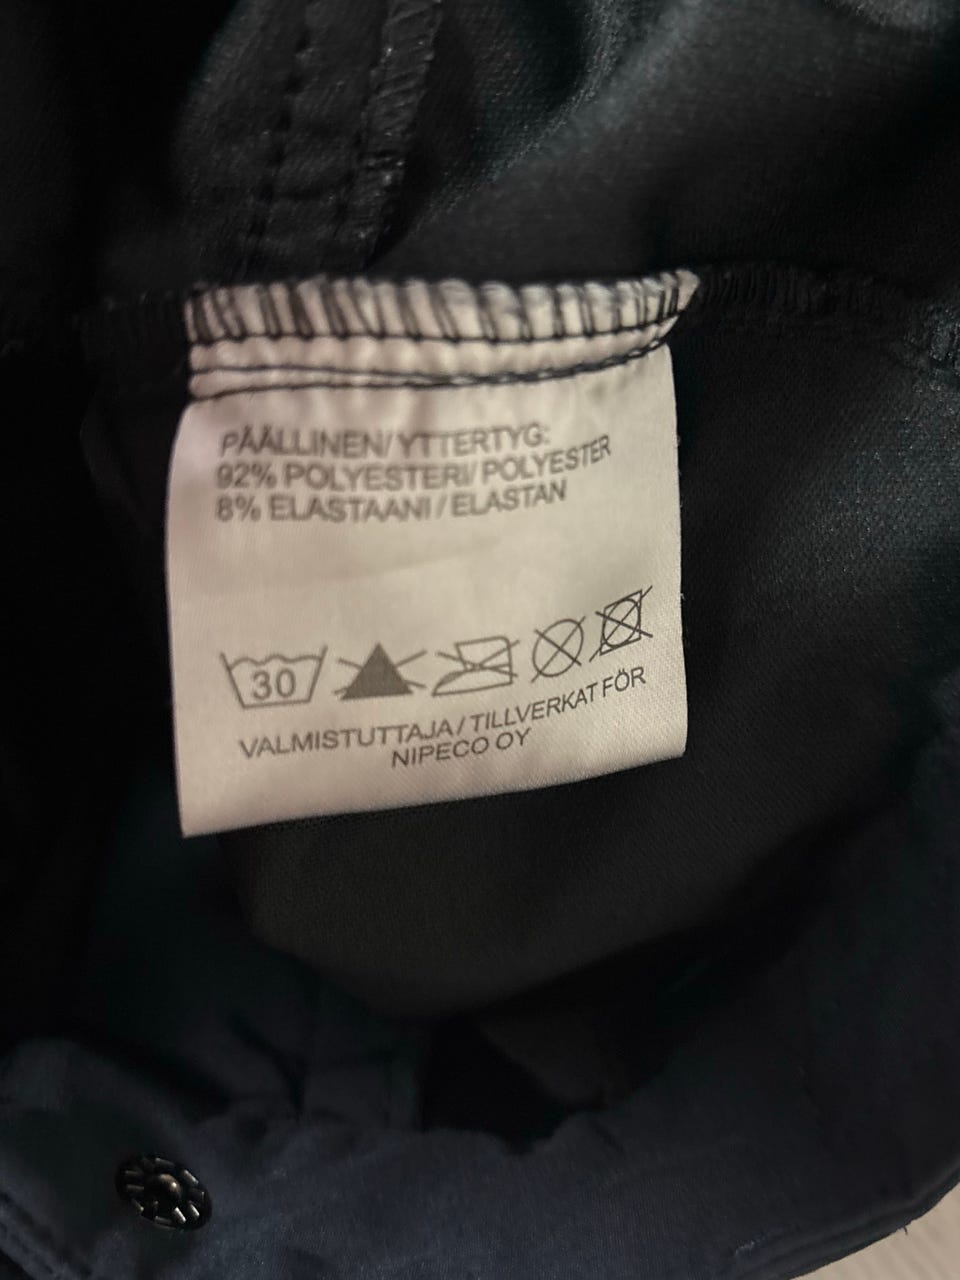 PÄÄLLINEN/YTTERTYG:
92% POLYESTERI/POLYESTER
8% ELASTAANI/ELASTAN
30
VALMISTUTTAJA/TILLVERKAT FÖR
NIPECO OY